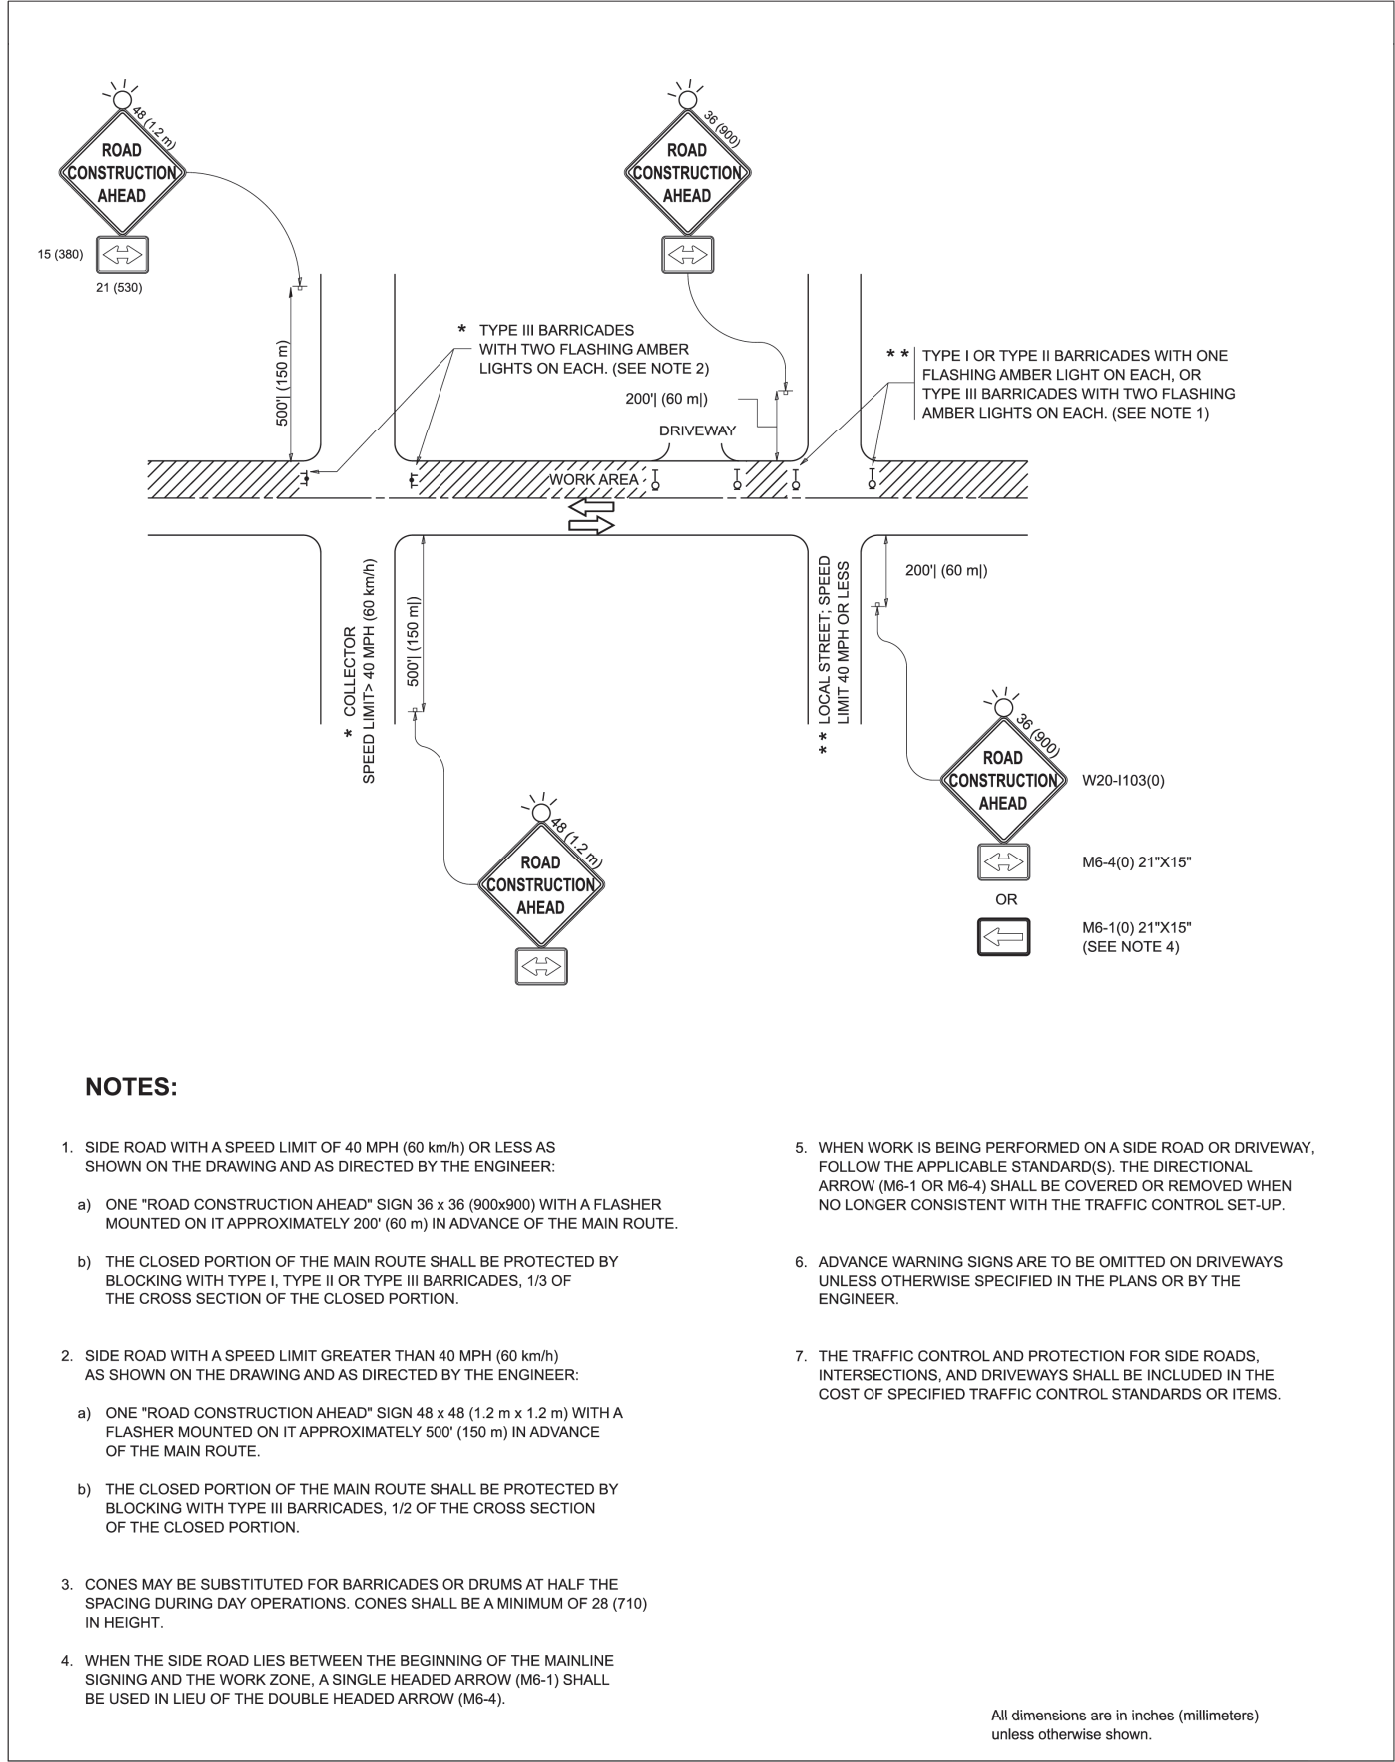 48 (1.2 m)
ROAD
CONSTRUCTION
AHEAD
15 (380)
21 (530)
36 (900)
ROAD
CONSTRUCTION
AHEAD
500'| (150 m)
* TYPE III BARRICADES
WITH TWO FLASHING AMBER
LIGHTS ON EACH. (SEE NOTE 2)
200'| (60 m|)
DRIVEWAY
* * TYPE I OR TYPE II BARRICADES WITH ONE
FLASHING AMBER LIGHT ON EACH, OR
TYPE III BARRICADES WITH TWO FLASHING
AMBER LIGHTS ON EACH. (SEE NOTE 1)
WORK AREA
* COLLECTOR
SPEED LIMIT> 40 MPH (60 km/h)
500'| (150 m|)
* * LOCAL STREET; SPEED
LIMIT 40 MPH OR LESS
200'| (60 m|)
48 (1.2 m)
ROAD
CONSTRUCTION
AHEAD
36 (900)
ROAD
CONSTRUCTION
AHEAD
W20-I103(0)
M6-4(0) 21"X15"
OR
M6-1(0) 21"X15"
(SEE NOTE 4)
NOTES:
1. SIDE ROAD WITH A SPEED LIMIT OF 40 MPH (60 km/h) OR LESS AS
SHOWN ON THE DRAWING AND AS DIRECTED BY THE ENGINEER:
a) ONE "ROAD CONSTRUCTION AHEAD" SIGN 36 x 36 (900x900) WITH A FLASHER
MOUNTED ON IT APPROXIMATELY 200' (60 m) IN ADVANCE OF THE MAIN ROUTE.
b) THE CLOSED PORTION OF THE MAIN ROUTE SHALL BE PROTECTED BY
BLOCKING WITH TYPE I, TYPE II OR TYPE III BARRICADES, 1/3 OF
THE CROSS SECTION OF THE CLOSED PORTION.
2. SIDE ROAD WITH A SPEED LIMIT GREATER THAN 40 MPH (60 km/h)
AS SHOWN ON THE DRAWING AND AS DIRECTED BY THE ENGINEER:
a) ONE "ROAD CONSTRUCTION AHEAD" SIGN 48 x 48 (1.2 m x 1.2 m) WITH A
FLASHER MOUNTED ON IT APPROXIMATELY 500' (150 m) IN ADVANCE
OF THE MAIN ROUTE.
b) THE CLOSED PORTION OF THE MAIN ROUTE SHALL BE PROTECTED BY
BLOCKING WITH TYPE III BARRICADES, 1/2 OF THE CROSS SECTION
OF THE CLOSED PORTION.
3. CONES MAY BE SUBSTITUTED FOR BARRICADES OR DRUMS AT HALF THE
SPACING DURING DAY OPERATIONS. CONES SHALL BE A MINIMUM OF 28 (710)
IN HEIGHT.
4. WHEN THE SIDE ROAD LIES BETWEEN THE BEGINNING OF THE MAINLINE
SIGNING AND THE WORK ZONE, A SINGLE HEADED ARROW (M6-1) SHALL
BE USED IN LIEU OF THE DOUBLE HEADED ARROW (M6-4).
5. WHEN WORK IS BEING PERFORMED ON A SIDE ROAD OR DRIVEWAY,
FOLLOW THE APPLICABLE STANDARD(S). THE DIRECTIONAL
ARROW (M6-1 OR M6-4) SHALL BE COVERED OR REMOVED WHEN
NO LONGER CONSISTENT WITH THE TRAFFIC CONTROL SET-UP.
6. ADVANCE WARNING SIGNS ARE TO BE OMITTED ON DRIVEWAYS
UNLESS OTHERWISE SPECIFIED IN THE PLANS OR BY THE
ENGINEER.
7. THE TRAFFIC CONTROL AND PROTECTION FOR SIDE ROADS,
INTERSECTIONS, AND DRIVEWAYS SHALL BE INCLUDED IN THE
COST OF SPECIFIED TRAFFIC CONTROL STANDARDS OR ITEMS.
All dimensions are in inches (millimeters)
unless otherwise shown.